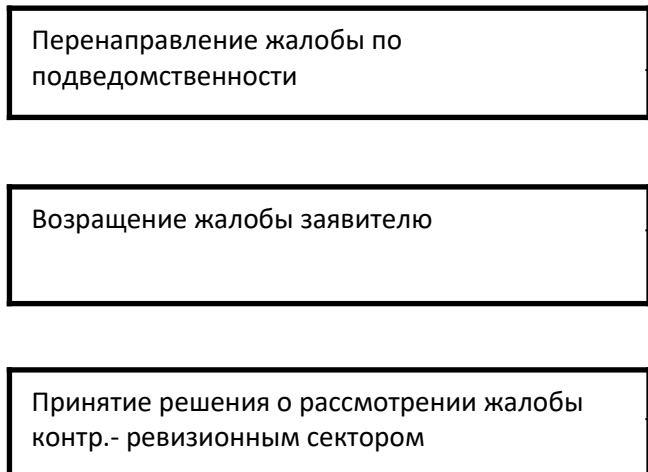 Перенаправление жалобы по
подведомственности
Возращение жалобы заявителю
Принятие решения о рассмотрении жалобы
контр.- ревизионным сектором